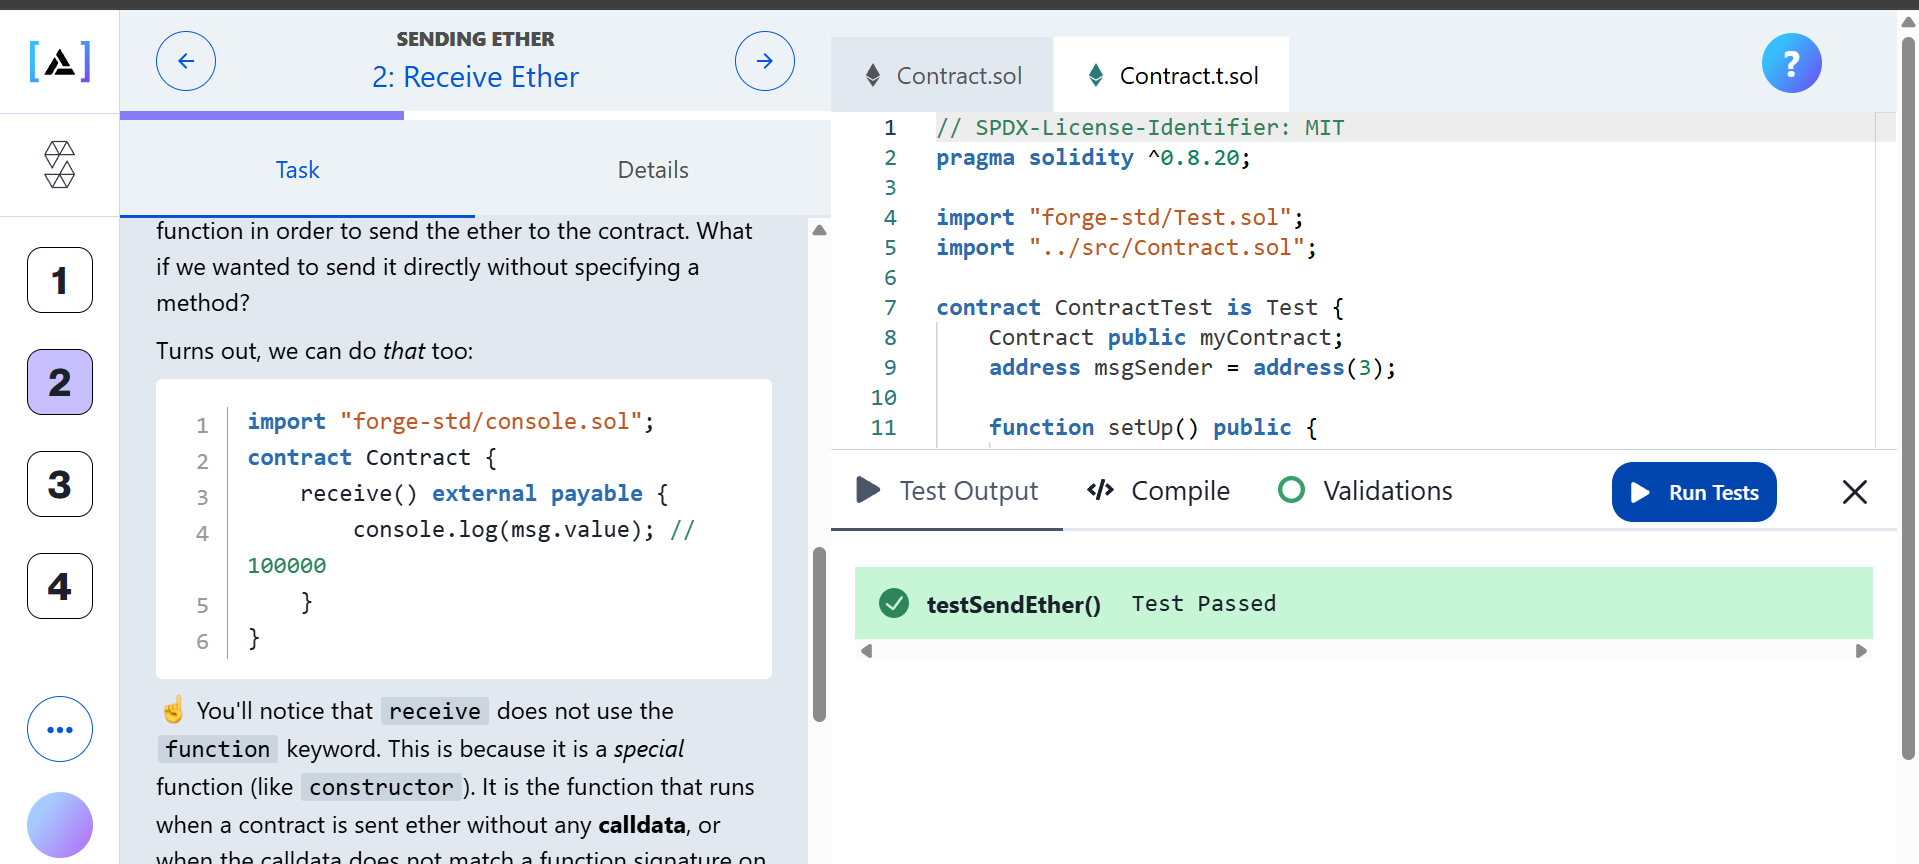 SENDING ETHER
2: Receive Ether
Task
Details
1
2
3
4
function in order to send the ether to the contract. What
if we wanted to send it directly without specifying a
method?
Turns out, we can do that too:
1 import "forge-std/console.sol";
2 contract Contract {
3 receive() external payable {
4 console.log(msg.value); //
100000
5 }
6 }
☝️ You'll notice that receive does not use the
function keyword. This is because it is a special
function (like constructor ). It is the function that runs
when a contract is sent ether without any calldata, or
when the calldata does not match a function signature on
Contract.sol
Contract.t.sol
?
1 // SPDX-License-Identifier: MIT
2 pragma solidity ^0.8.20;
3
4 import "forge-std/Test.sol";
5 import "../src/Contract.sol";
6
7 contract ContractTest is Test {
8 Contract public myContract;
9 address msgSender = address(3);
10
11 function setUp() public {
Test Output
Compile
Validations
Run Tests
testSendEther() Test Passed